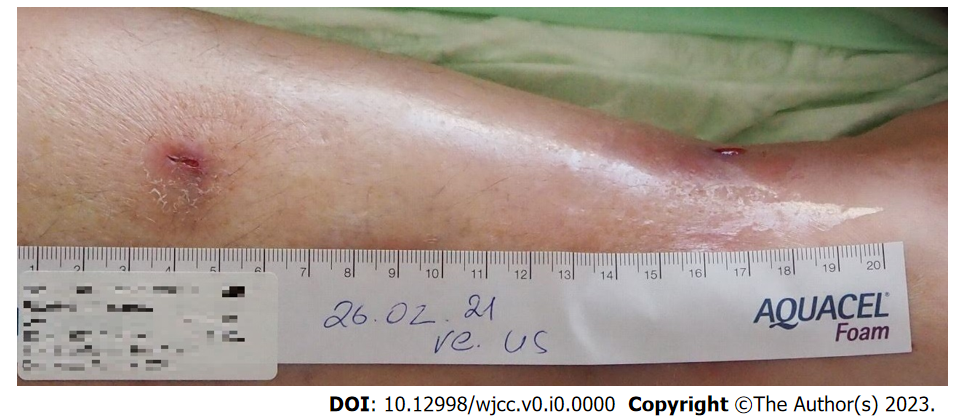 1 2 3 4 5 6 7 8 9 10 11 12 13 14 15 16 17 18 19 20
26.02.21
re. US
AQUACEL®
Foam
DOI: 10.12998/wjcc.v0.i0.0000 Copyright ©The Author(s) 2023.